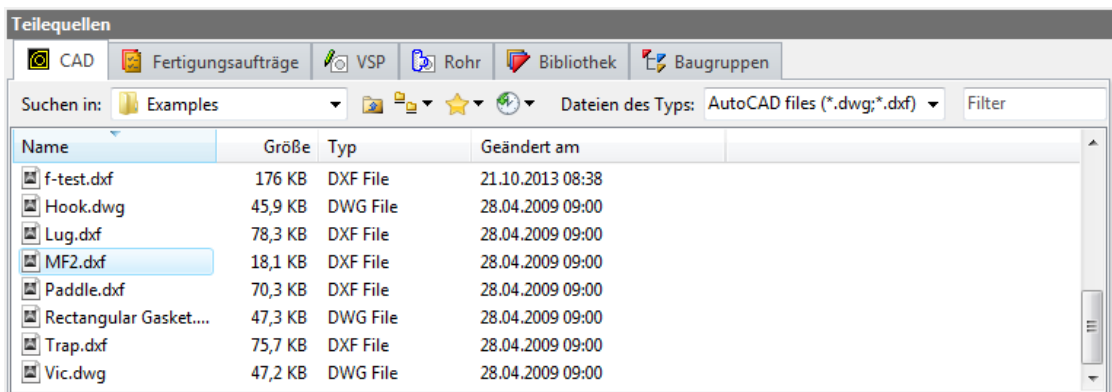 Teilequellen
CAD Fertigungsaufträge VSP Rohr Bibliothek Baugruppen
Suchen in: Examples Dateien des Typs: AutoCAD files (*.dwg;*.dxf) Filter
Name Größe Typ Geändert am
f-test.dxf 176 KB DXF File 21.10.2013 08:38
Hook.dwg 45,9 KB DWG File 28.04.2009 09:00
Lug.dxf 78,3 KB DXF File 28.04.2009 09:00
MF2.dxf 18,1 KB DXF File 28.04.2009 09:00
Paddle.dxf 70,3 KB DXF File 28.04.2009 09:00
Rectangular Gasket.... 47,3 KB DWG File 28.04.2009 09:00
Trap.dxf 75,7 KB DXF File 28.04.2009 09:00
Vic.dwg 47,2 KB DWG File 28.04.2009 09:00